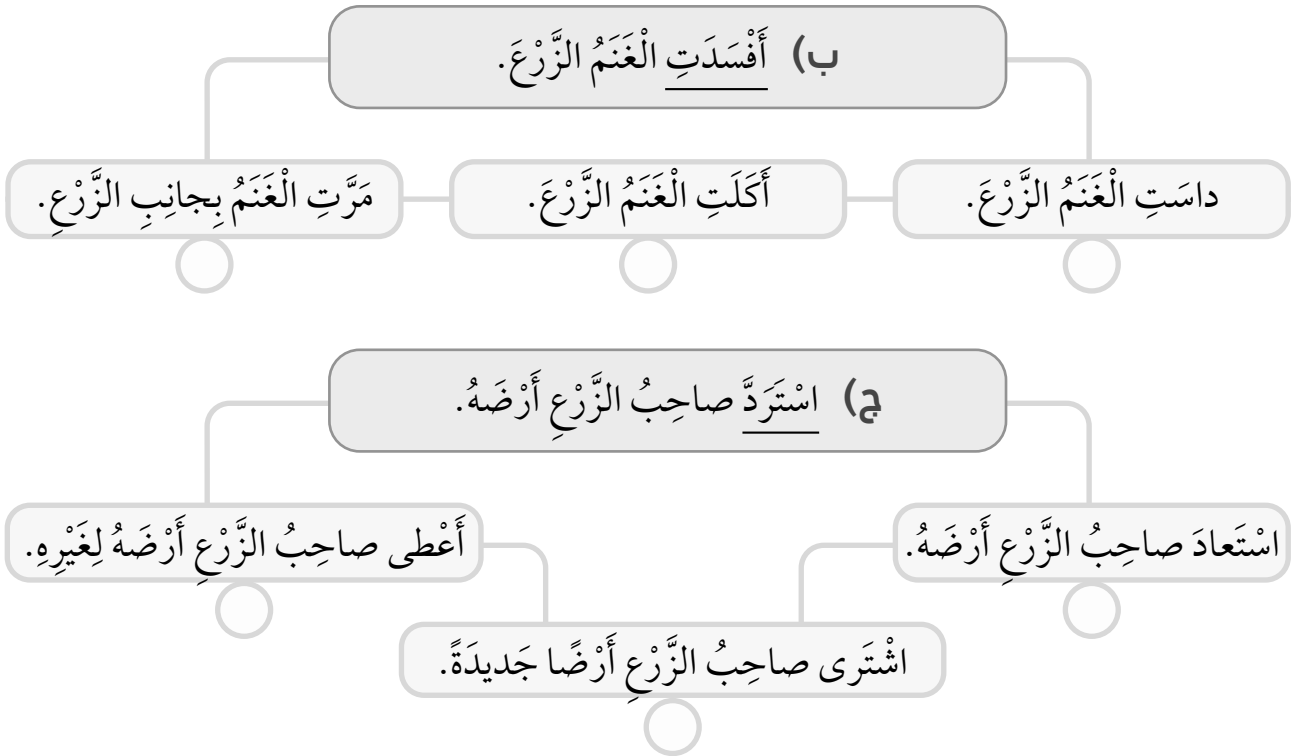 ب) أَفْسَدَتِ الْغَنَمُ الزَّرْعَ.
داسَتِ الْغَنَمُ الزَّرْعَ.
أَكَلَتِ الْغَنَمُ الزَّرْعَ.
مَرَّتِ الْغَنَمُ بِجانِبِ الزَّرْعِ.
ج) اسْتَرَدَّ صاحِبُ الزَّرْعِ أَرْضَهُ.
اسْتَعادَ صاحِبُ الزَّرْعِ أَرْضَهُ.
أَعْطى صاحِبُ الزَّرْعِ أَرْضَهُ لِغَيْرِهِ.
اشْتَرى صاحِبُ الزَّرْعِ أَرْضًا جَديدَةً.